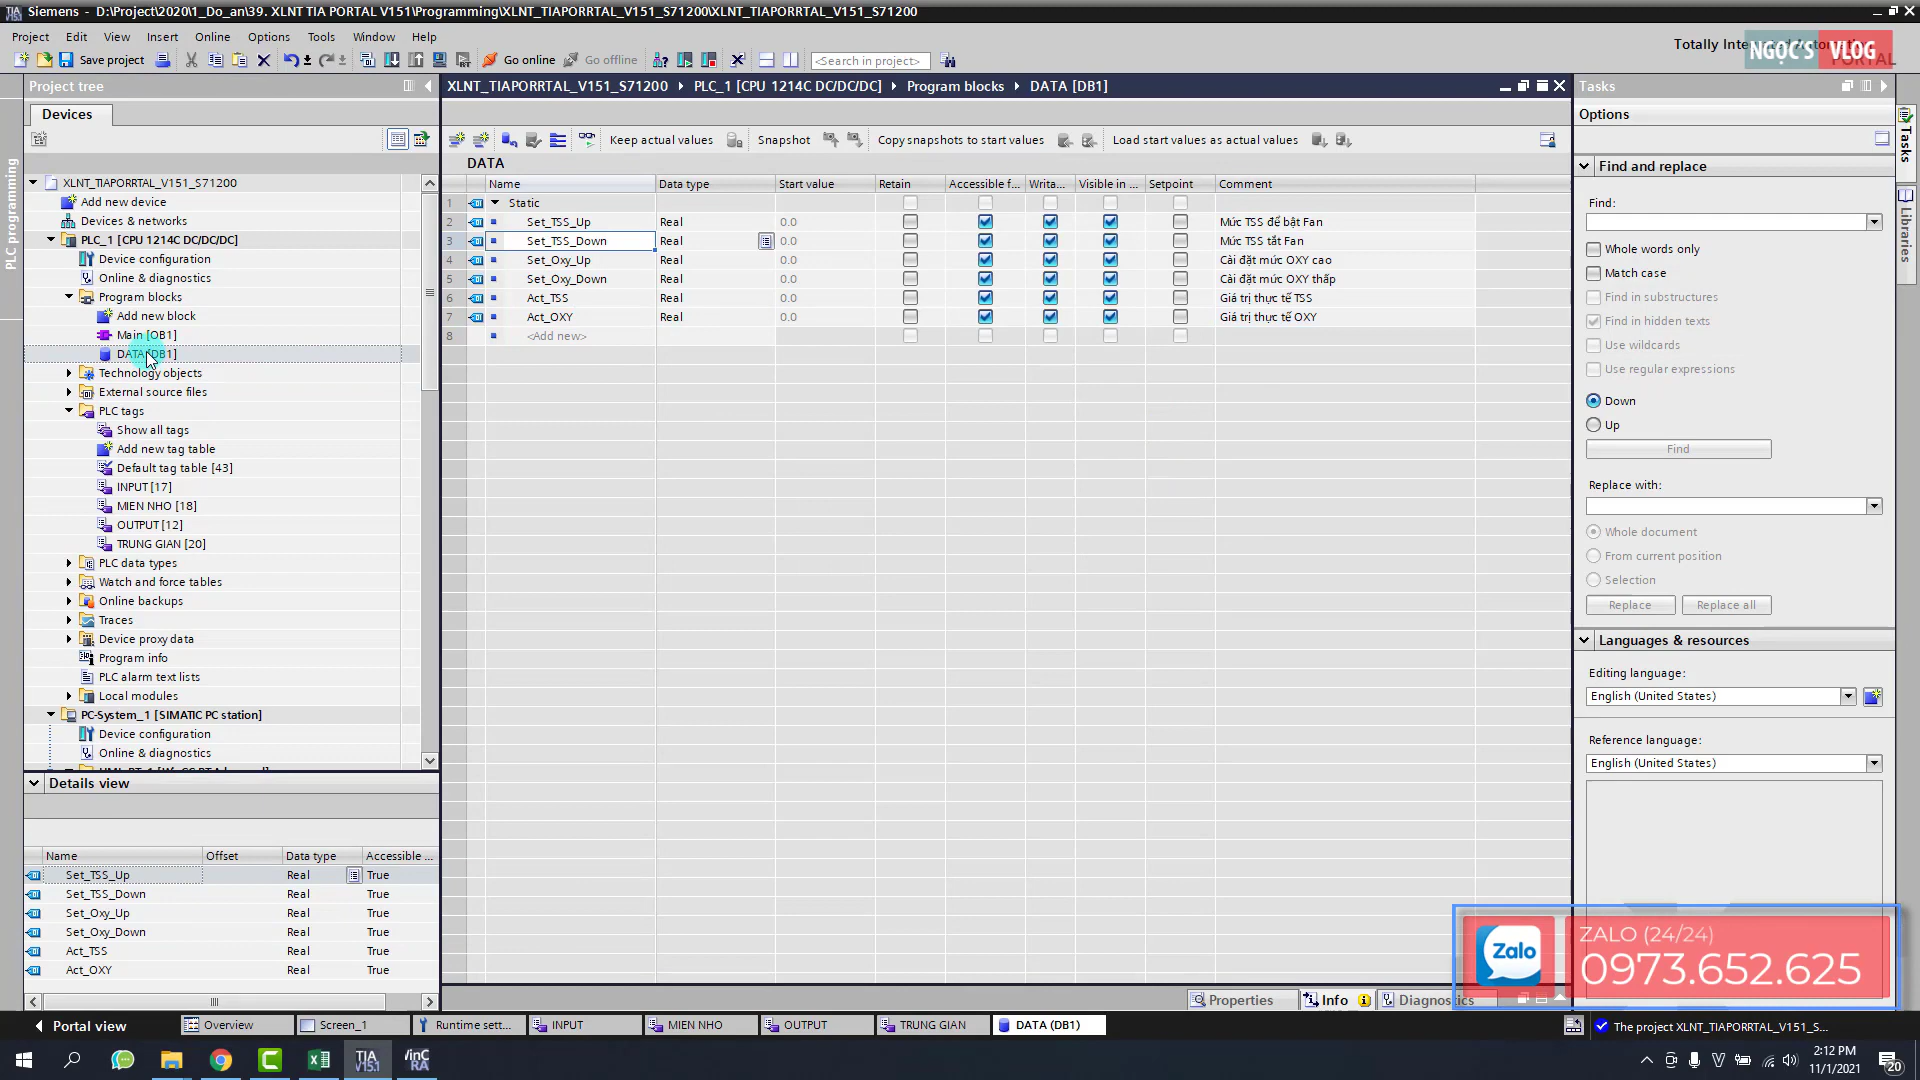 Siemens - D:\Project\2020\1_Do_an\39. XLNT TIA PORTAL V151\Programming\XLNT_TIAPORRTAL_V151_S71200\XLNT_TIAPORRTAL_V151_S71200
Project Edit View Insert Online Options Tools Window Help
NGỌC'S VLOG
Save project
Go online
Go offline
<Search in project>
PORTAL
Project tree
XLNT_TIAPORRTAL_V151_S71200 PLC_1 [CPU 1214C DC/DC/DC] Program blocks DATA [DB1]
Tasks
Devices
Options
Keep actual values Snapshot Copy snapshots to start values Load start values as actual values
DATA
Find and replace
Name Data type Start value Retain Accessible f... Writa... Visible in ... Setpoint Comment
1 Static
2 Set_TSS_Up Real 0.0 Mức TSS để bật Fan
3 Set_TSS_Down Real 0.0 Mức TSS tắt Fan
4 Set_Oxy_Up Real 0.0 Cài đặt mức OXY cao
5 Set_Oxy_Down Real 0.0 Cài đặt mức OXY thấp
6 Act_TSS Real 0.0 Giá trị thực tế TSS
7 Act_OXY Real 0.0 Giá trị thực tế OXY
8 <Add new>
PLC programming
XLNT_TIAPORRTAL_V151_S71200
Add new device
Devices & networks
PLC_1 [CPU 1214C DC/DC/DC]
Device configuration
Online & diagnostics
Program blocks
Add new block
Main [OB1]
DATA [DB1]
Technology objects
External source files
PLC tags
Show all tags
Add new tag table
Default tag table [43]
INPUT [17]
MIEN NHO [18]
OUTPUT [12]
TRUNG GIAN [20]
PLC data types
Watch and force tables
Online backups
Traces
Device proxy data
Program info
PLC alarm text lists
Local modules
PC-System_1 [SIMATIC PC station]
Device configuration
Online & diagnostics
Find:
Whole words only
Match case
Find in substructures
Find in hidden texts
Use wildcards
Use regular expressions
Down
Up
Find
Replace with:
Whole document
From current position
Selection
Replace Replace all
Languages & resources
Editing language:
English (United States)
Reference language:
English (United States)
Tasks
Libraries
Details view
Name Offset Data type Accessible ...
Set_TSS_Up Real True
Set_TSS_Down Real True
Set_Oxy_Up Real True
Set_Oxy_Down Real True
Act_TSS Real True
Act_OXY Real True
Zalo
ZALO (24/24)
0973.652.625
Properties Info Diagnostics
Portal view Overview Screen_1 Runtime sett... INPUT MIEN NHO OUTPUT TRUNG GIAN DATA (DB1)
The project XLNT_TIAPORRTAL_V151_S...
TIA
V15.1
2:12 PM
11/1/2021
20